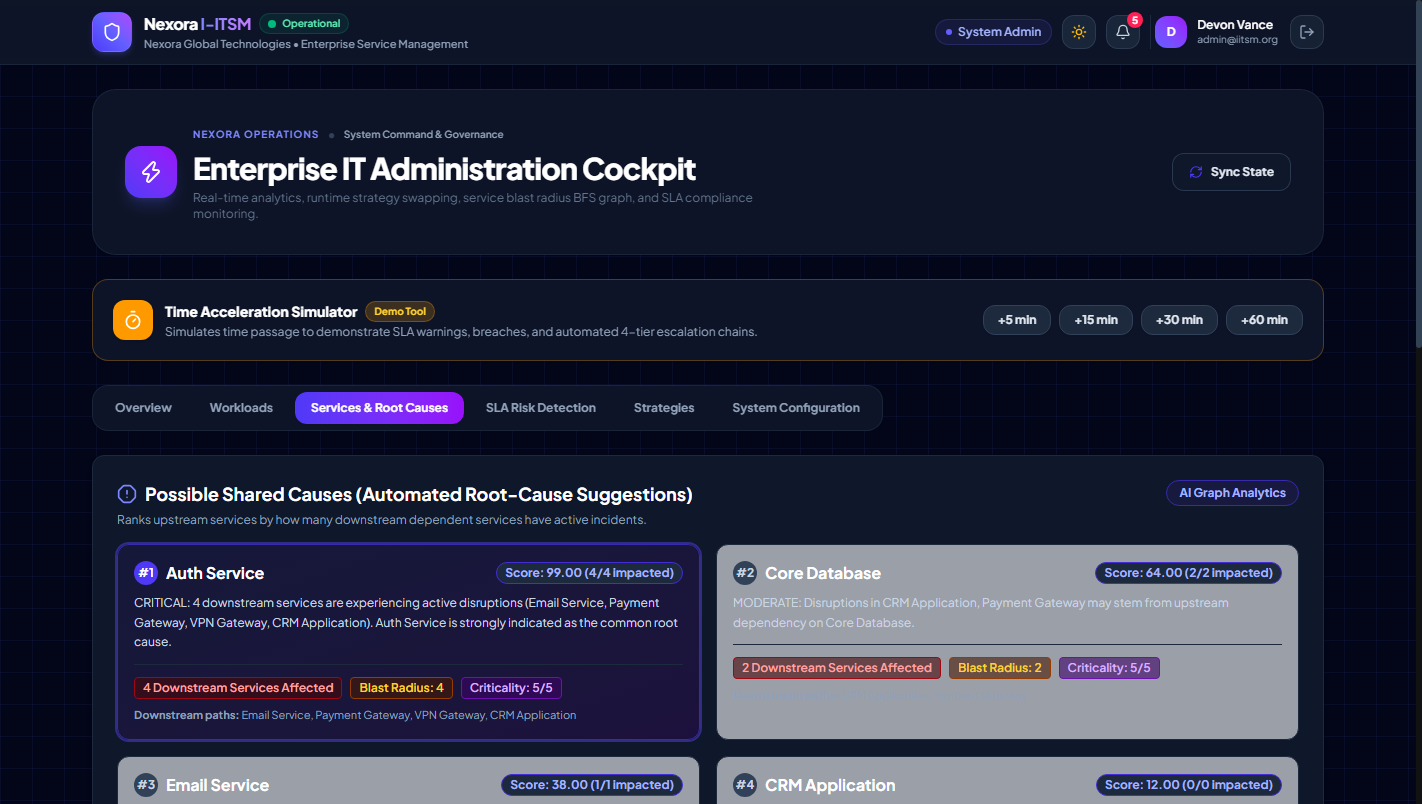 Nexora I-ITSM Operational
Nexora Global Technologies • Enterprise Service Management
System Admin
5
D
Devon Vance
admin@iitsm.org
NEXORA OPERATIONS • System Command & Governance
Enterprise IT Administration Cockpit
Real-time analytics, runtime strategy swapping, service blast radius BFS graph, and SLA compliance
monitoring.
Sync State
Time Acceleration Simulator Demo Tool
Simulates time passage to demonstrate SLA warnings, breaches, and automated 4-tier escalation chains.
+5 min +15 min +30 min +60 min
Overview Workloads Services & Root Causes SLA Risk Detection Strategies System Configuration
Possible Shared Causes (Automated Root-Cause Suggestions)
Ranks upstream services by how many downstream dependent services have active incidents.
AI Graph Analytics
#1 Auth Service Score: 99.00 (4/4 impacted)
CRITICAL: 4 downstream services are experiencing active disruptions (Email Service, Payment
Gateway, VPN Gateway, CRM Application). Auth Service is strongly indicated as the common root
cause.
4 Downstream Services Affected Blast Radius: 4 Criticality: 5/5
Downstream paths: Email Service, Payment Gateway, VPN Gateway, CRM Application
#2 Core Database Score: 64.00 (2/2 impacted)
MODERATE: Disruptions in CRM Application, Payment Gateway may stem from upstream
dependency on Core Database.
2 Downstream Services Affected Blast Radius: 2 Criticality: 5/5
#3 Email Service Score: 38.00 (1/1 impacted)
#4 CRM Application Score: 12.00 (0/0 impacted)